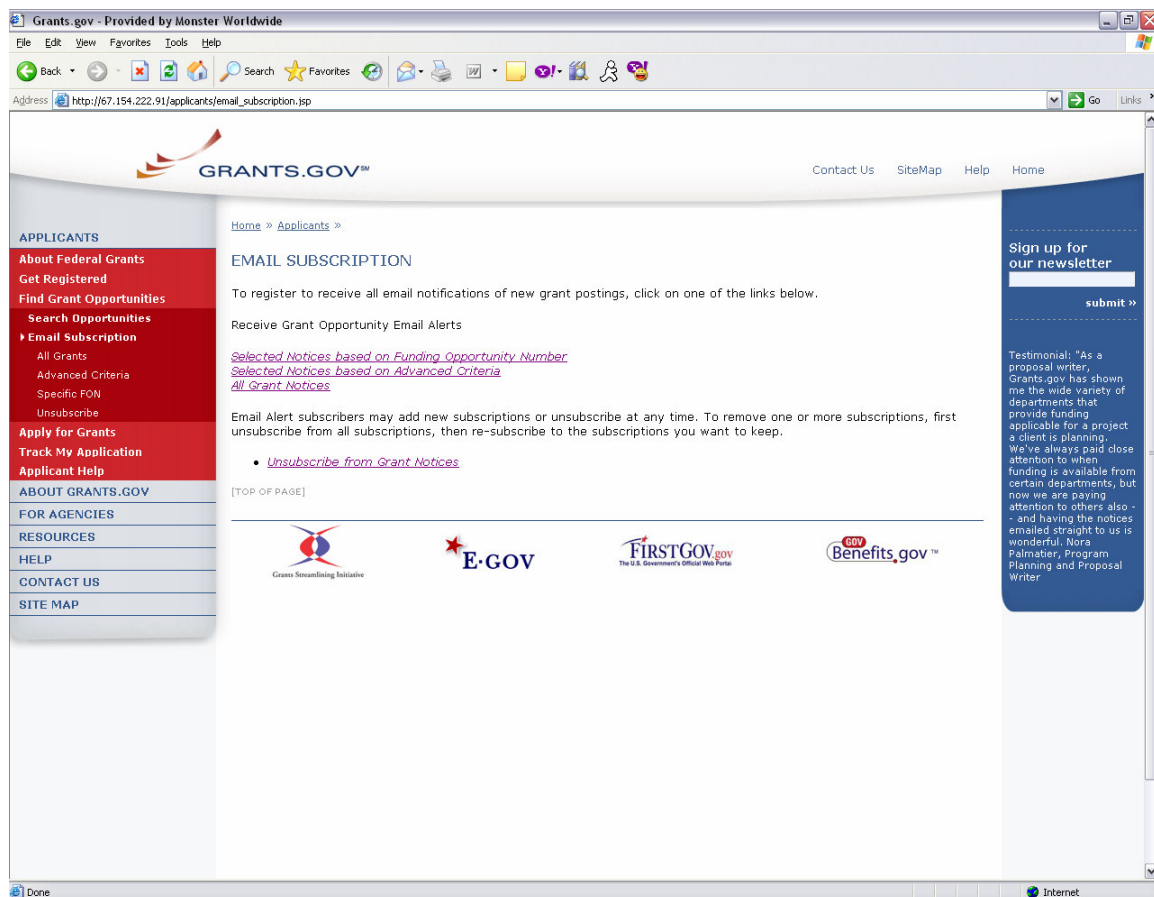 Grants.gov - Provided by Monster Worldwide
File Edit View Favorites Tools Help
Back Search Favorites
Address http://67.154.222.91/applicants/email_subscription.jsp Go Links
GRANTS.GOV℠
Contact Us SiteMap Help Home
APPLICANTS
About Federal Grants
Get Registered
Find Grant Opportunities
Search Opportunities
Email Subscription
All Grants
Advanced Criteria
Specific FON
Unsubscribe
Apply for Grants
Track My Application
Applicant Help
ABOUT GRANTS.GOV
FOR AGENCIES
RESOURCES
HELP
CONTACT US
SITE MAP
Home » Applicants »
EMAIL SUBSCRIPTION
To register to receive all email notifications of new grant postings, click on one of the links below.
Receive Grant Opportunity Email Alerts
Selected Notices based on Funding Opportunity Number
Selected Notices based on Advanced Criteria
All Grant Notices
Email Alert subscribers may add new subscriptions or unsubscribe at any time. To remove one or more subscriptions, first
unsubscribe from all subscriptions, then re-subscribe to the subscriptions you want to keep.
• Unsubscribe from Grant Notices
[TOP OF PAGE]
Grants Streamlining Initiative
E·GOV
FIRSTGOV.gov
The U.S. Government's Official Web Portal
GOV
Benefits.gov ™
Sign up for
our newsletter
submit »
Testimonial: "As a
proposal writer,
Grants.gov has shown
me the wide variety of
departments that
provide funding
applicable for a project
a client is planning.
We've always paid close
attention to when
funding is available from
certain departments, but
now we are paying
attention to others also -
- and having the notices
emailed straight to us is
wonderful. Nora
Palmatier, Program
Planning and Proposal
Writer
Done
Internet